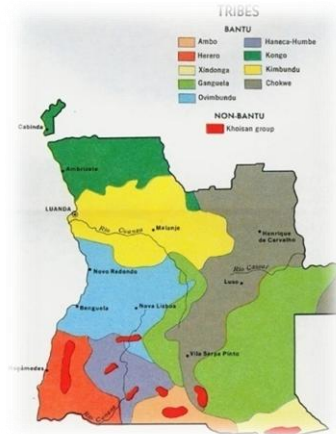 TRIBES
BANTU
Ambo
Haneca-Humbe
Herero
Kongo
Xindonga
Kimbundu
Ganguela
Chokwe
Ovimbundu
NON-BANTU
Khoisan group
Cabinda
Ambrizete
LUANDA
Rio Cuanza
Malanje
Henrique
de Carvalho
Novo Redondo
Rio Cassai
Luso
Benguela
Nova Lisboa
Vila Serpa Pinto
Rio Cunene